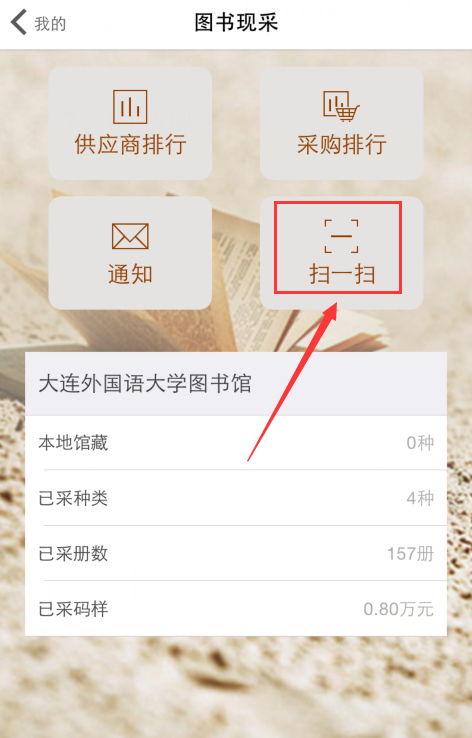 我的
图书现采
供应商排行
采购排行
通知
扫一扫
大连外国语大学图书馆
本地馆藏 0种
已采种类 4种
已采册数 157册
已采码样 0.80万元